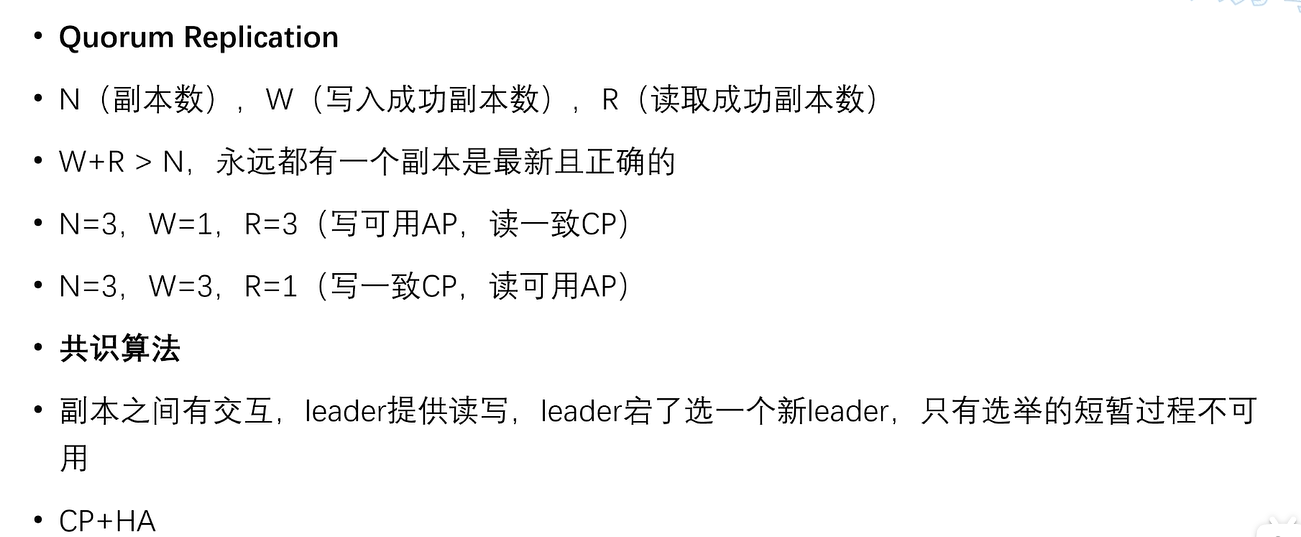 • Quorum Replication
• N（副本数），W（写入成功副本数），R（读取成功副本数）
• W+R > N，永远都有一个副本是最新且正确的
• N=3，W=1，R=3（写可用AP，读一致CP）
• N=3，W=3，R=1（写一致CP，读可用AP）
• 共识算法
• 副本之间有交互，leader提供读写，leader宕了选一个新leader，只有选举的短暂过程不可
用
• CP+HA